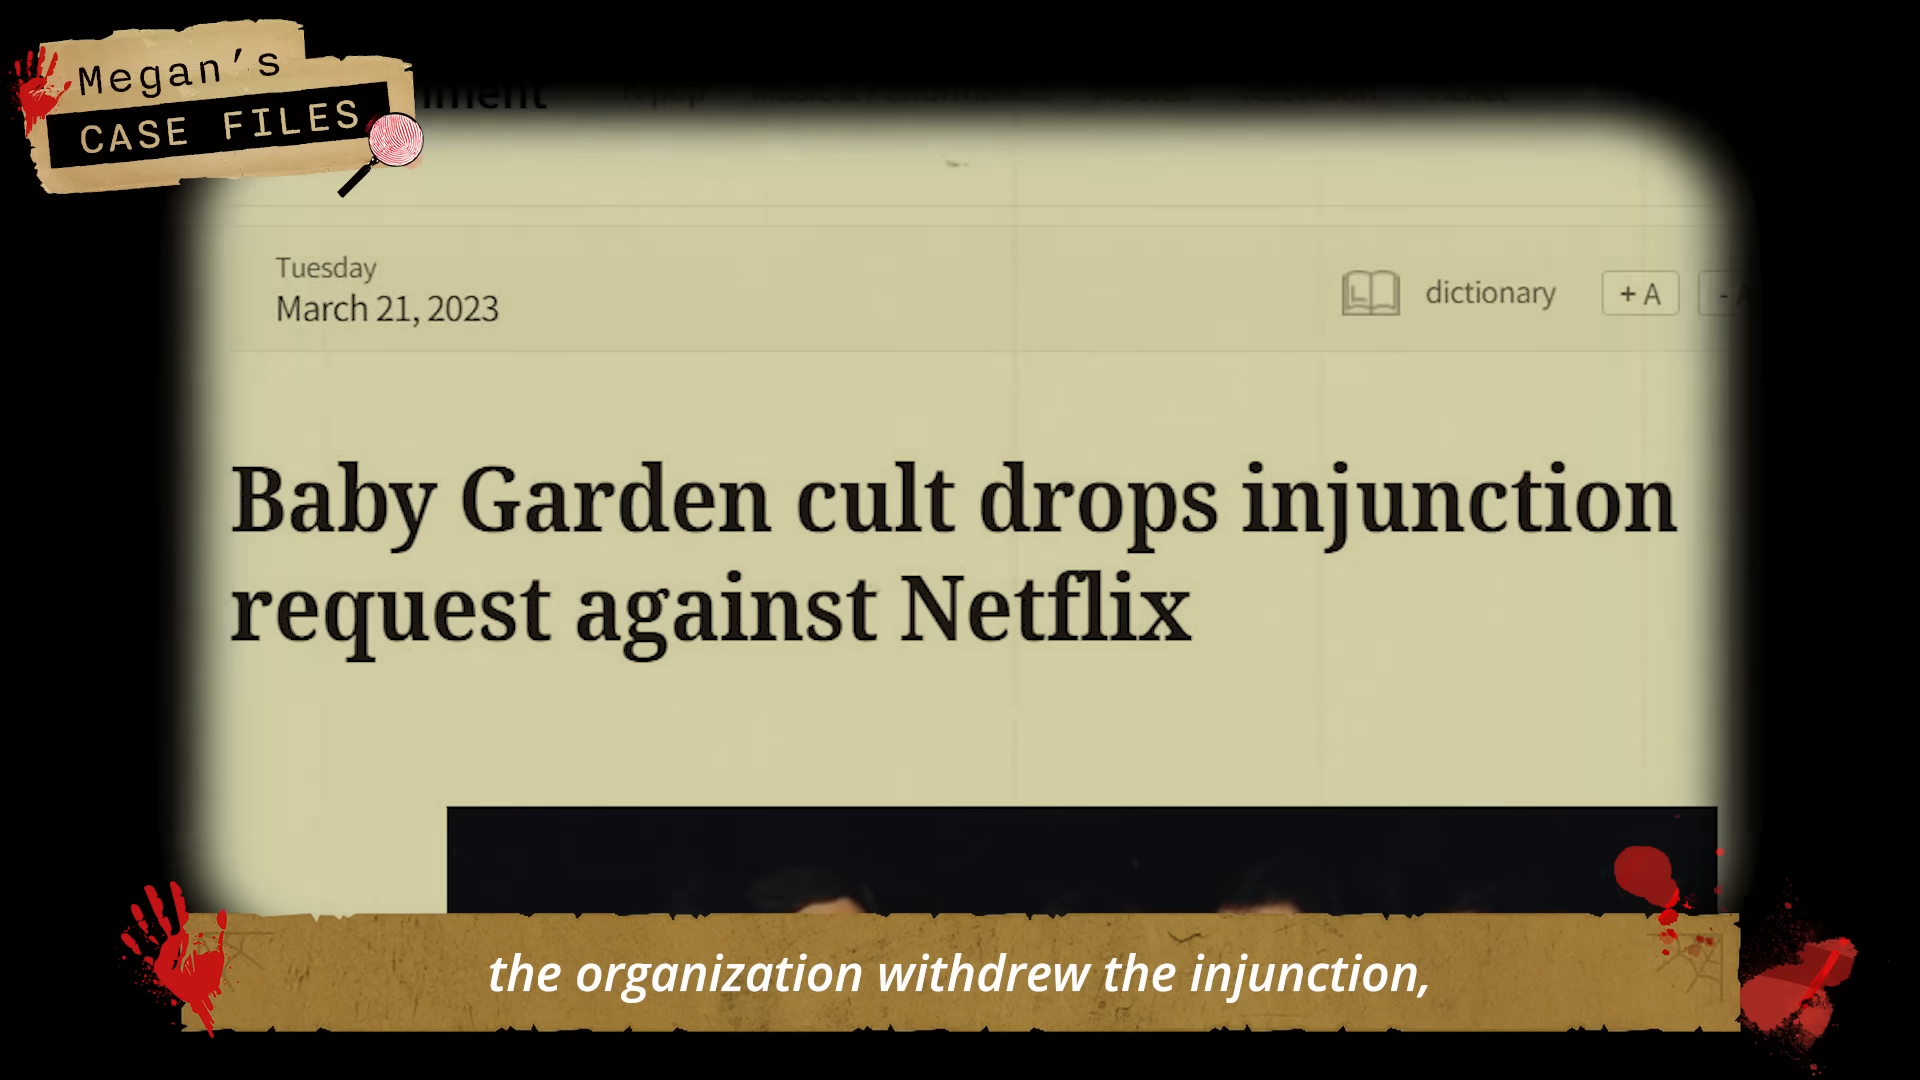 Megan's
CASE FILES
Tuesday
March 21, 2023
dictionary
+ A
- A
Baby Garden cult drops injunction
request against Netflix
the organization withdrew the injunction,